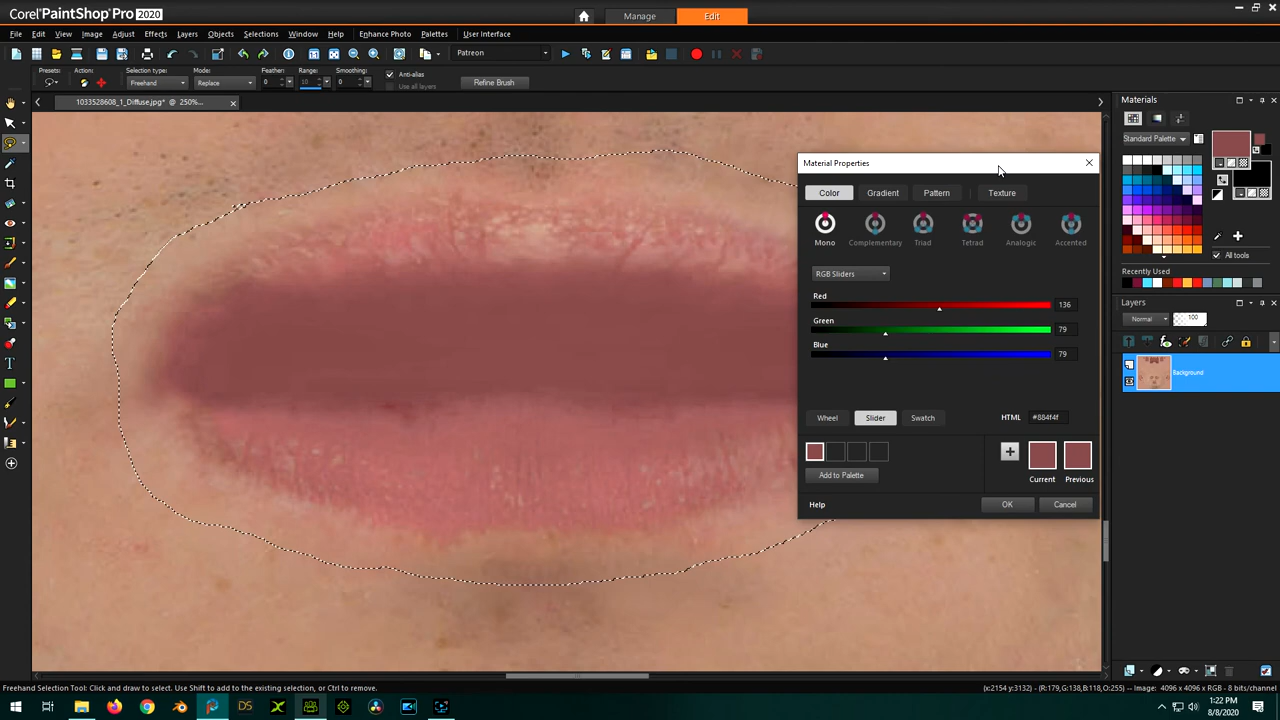 Corel®PaintShop®Pro 2020
Manage
Edit
File Edit View Image Adjust Effects Layers Objects Selections Window Help Enhance Photo Palettes User Interface
Patreon
Presets:
Action:
Selection type:
Mode:
Feather:
Range:
Smoothing:
Freehand
Replace
0
10
0
Anti-alias
Use all layers
Refine Brush
1033528608_1_Diffuse.jpg* @ 250%...
Material Properties
Color
Gradient
Pattern
Texture
Mono
Complementary
Triad
Tetrad
Analogic
Accented
RGB Sliders
Red
136
Green
79
Blue
79
Wheel
Slider
Swatch
HTML
#884f4f
Add to Palette
Current
Previous
Help
OK
Cancel
Materials
Standard Palette
All tools
Recently Used
Layers
Normal
100
Background
Freehand Selection Tool: Click and drag to select. Use Shift to add to the existing selection, or Ctrl to remove.
(x:2154 y:3132) - (R:179,G:138,B:118,O:255) -- Image: 4096 x 4096 x RGB - 8 bits/channel
DS
1:22 PM
8/8/2020